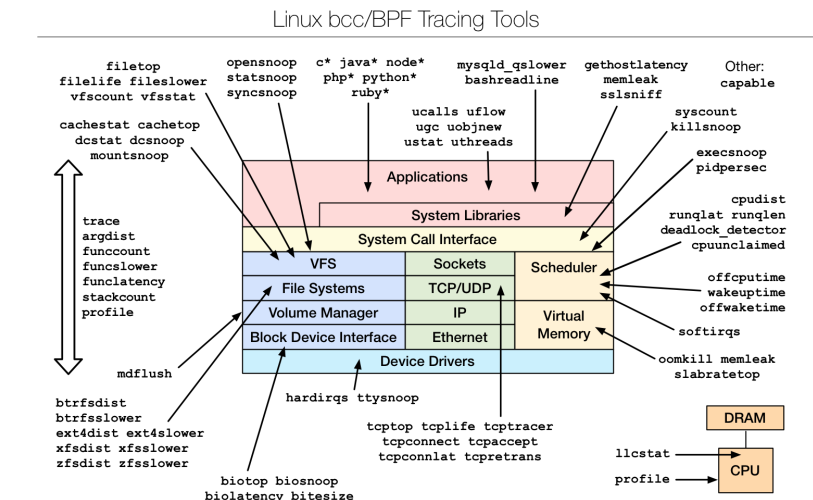 Linux bcc/BPF Tracing Tools
filetop
filelife fileslower
vfscount vfsstat
opensnoop
statsnoop
syncsnoop
c* java* node*
php* python*
ruby*
mysqld_qslower
bashreadline
gethostlatency
memleak
sslsniff
Other:
capable
cachestat cachetop
dcstat dcsnoop
mountsnoop
ucalls uflow
ugc uobjnew
ustat uthreads
syscount
killsnoop
execsnoop
pidpersec
trace
argdist
funccount
funcslower
funclatency
stackcount
profile
Applications
System Libraries
System Call Interface
VFS
Sockets
Scheduler
File Systems
TCP/UDP
Volume Manager
IP
Virtual
Memory
Block Device Interface
Ethernet
Device Drivers
cpudist
runqlat runqlen
deadlock_detector
cpuunclaimed
offcputime
wakeuptime
offwaketime
softirqs
mdflush
oomkill memleak
slabratetop
hardirqs ttysnoop
btrfsdist
btrfsslower
ext4dist ext4slower
xfsdist xfsslower
zfsdist zfsslower
tcptop tcplife tcptracer
tcpconnect tcpaccept
tcpconnlat tcpretrans
biotop biosnoop
biolatency bitesize
DRAM
llcstat
CPU
profile